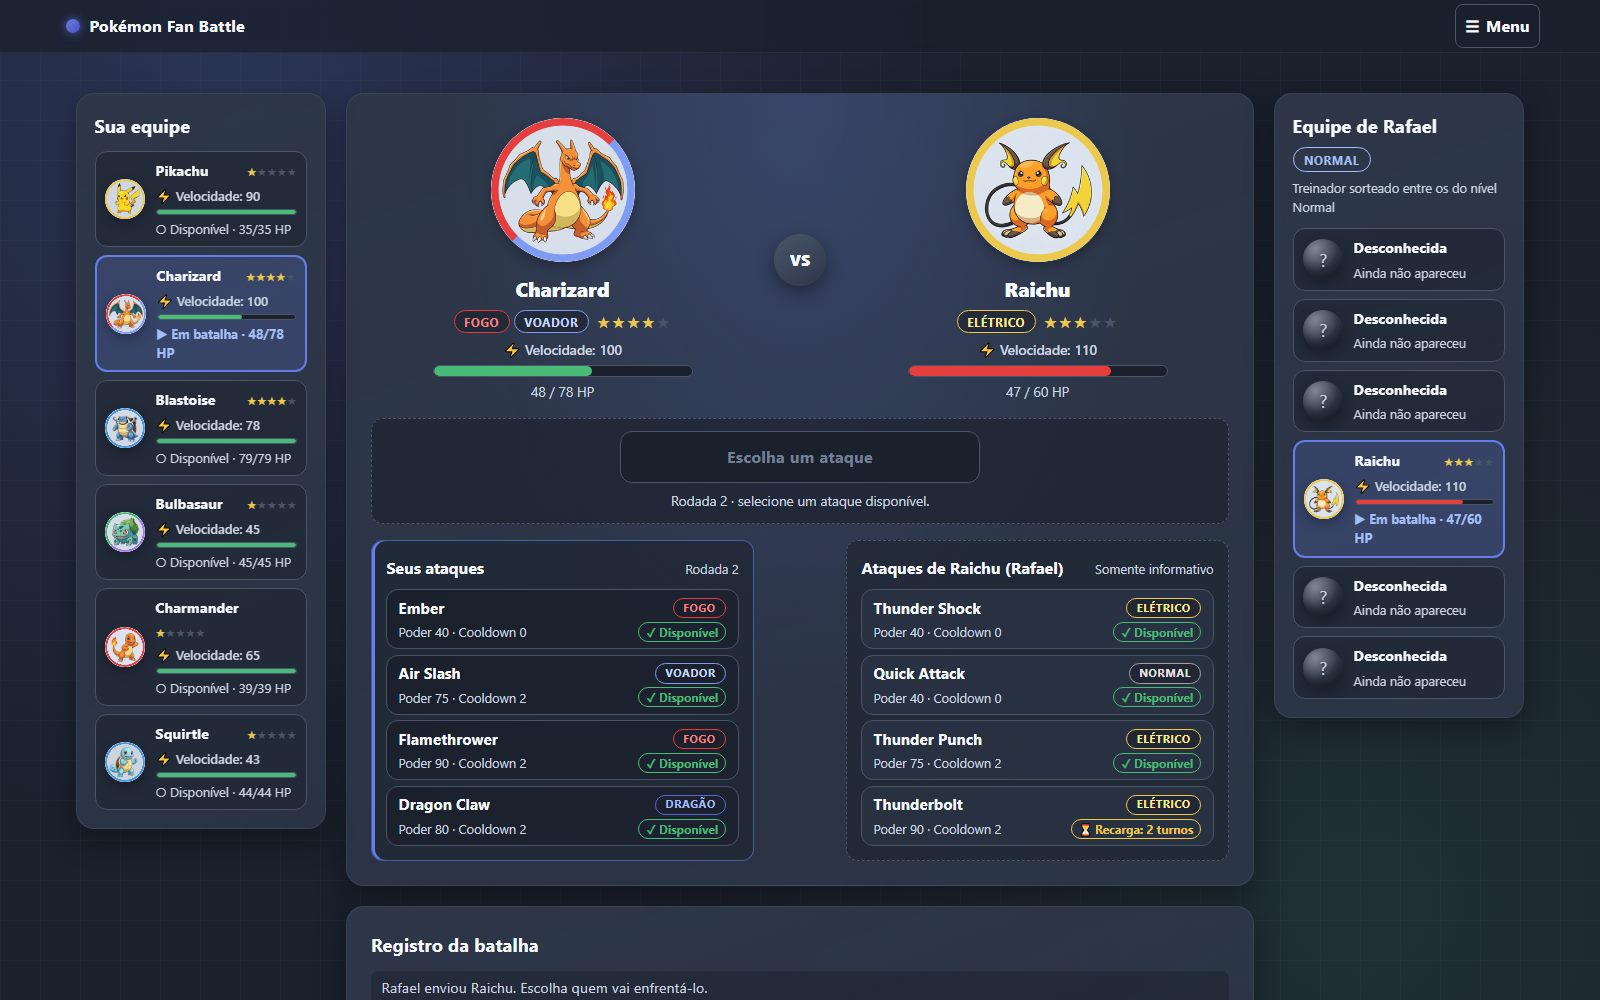 Pokémon Fan Battle
☰ Menu
Sua equipe
Pikachu ★★★★★
⚡ Velocidade: 90
○ Disponível · 35/35 HP
Charizard ★★★★★
⚡ Velocidade: 100
▶ Em batalha · 48/78
HP
Blastoise ★★★★★
⚡ Velocidade: 78
○ Disponível · 79/79 HP
Bulbasaur ★★★★★
⚡ Velocidade: 45
○ Disponível · 45/45 HP
Charmander
★★★★★
⚡ Velocidade: 65
○ Disponível · 39/39 HP
Squirtle ★★★★★
⚡ Velocidade: 43
○ Disponível · 44/44 HP
Charizard
FOGO VOADOR ★★★★★
⚡ Velocidade: 100
48 / 78 HP
vs
Raichu
ELÉTRICO ★★★★★
⚡ Velocidade: 110
47 / 60 HP
Escolha um ataque
Rodada 2 · selecione um ataque disponível.
Seus ataques Rodada 2
Ember FOGO
Poder 40 · Cooldown 0 ✓ Disponível
Air Slash VOADOR
Poder 75 · Cooldown 2 ✓ Disponível
Flamethrower FOGO
Poder 90 · Cooldown 2 ✓ Disponível
Dragon Claw DRAGÃO
Poder 80 · Cooldown 2 ✓ Disponível
Ataques de Raichu (Rafael) Somente informativo
Thunder Shock ELÉTRICO
Poder 40 · Cooldown 0 ✓ Disponível
Quick Attack NORMAL
Poder 40 · Cooldown 0 ✓ Disponível
Thunder Punch ELÉTRICO
Poder 75 · Cooldown 2 ✓ Disponível
Thunderbolt ELÉTRICO
Poder 90 · Cooldown 2 ⏳ Recarga: 2 turnos
Registro da batalha
Rafael enviou Raichu. Escolha quem vai enfrentá-lo.
Equipe de Rafael
NORMAL
Treinador sorteado entre os do nível
Normal
? Desconhecida
Ainda não apareceu
? Desconhecida
Ainda não apareceu
? Desconhecida
Ainda não apareceu
Raichu ★★★★★
⚡ Velocidade: 110
▶ Em batalha · 47/60
HP
? Desconhecida
Ainda não apareceu
? Desconhecida
Ainda não apareceu